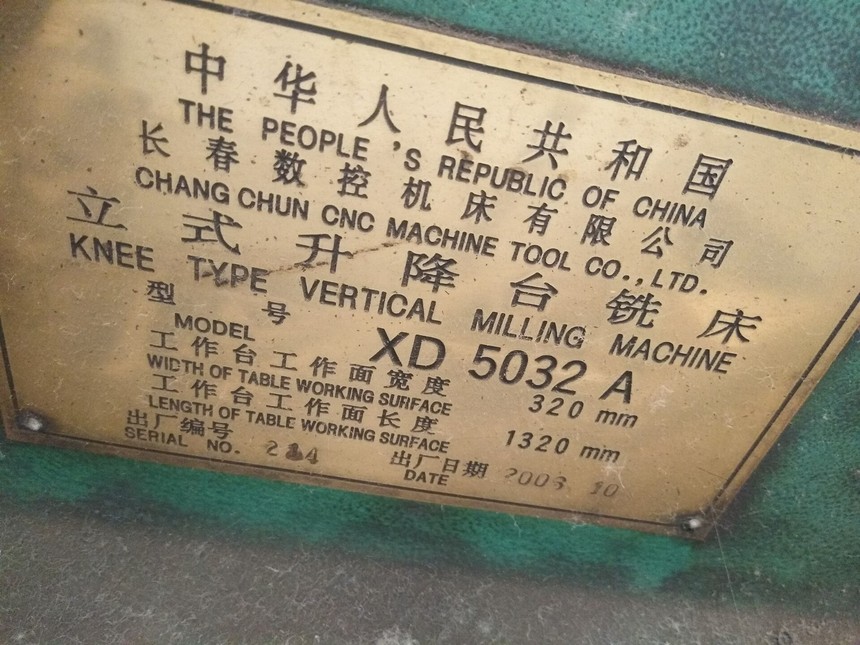 中华人民共和国
THE PEOPLE'S REPUBLIC OF CHINA
长春数控机床有限公司
CHANG CHUN CNC MACHINE TOOL CO.,LTD.
立式升降台铣床
KNEE TYPE VERTICAL MILLING MACHINE
型号
MODEL XD 5032 A
工作台工作面宽度
WIDTH OF TABLE WORKING SURFACE 320 mm
工作台工作面长度
LENGTH OF TABLE WORKING SURFACE 1320 mm
出厂编号 出厂日期
SERIAL NO. DATE